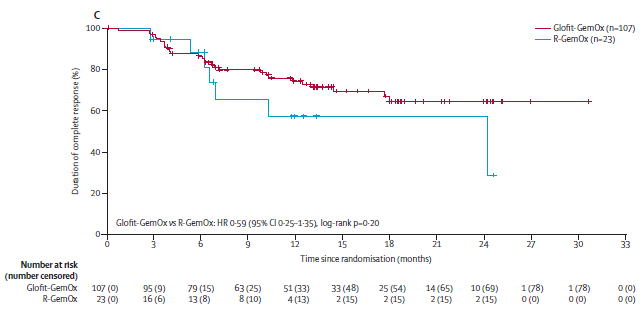 C
Glofit-GemOx (n=107)
R-GemOx (n=23)
Duration of complete response (%)
100
80
60
40
20
0
Glofit-GemOx vs R-GemOx: HR 0·59 (95% CI 0·25–1·35), log-rank p=0·20
0 3 6 9 12 15 18 21 24 27 30 33
Time since randomisation (months)
Number at risk
(number censored)
Glofit-GemOx 107 (0) 95 (9) 79 (15) 63 (25) 51 (33) 33 (48) 25 (54) 14 (65) 10 (69) 1 (78) 1 (78)
R-GemOx 23 (0) 16 (6) 13 (8) 8 (10) 4 (13) 2 (15) 2 (15) 2 (15) 2 (15) 0 (0) 0 (0) 0 (0)